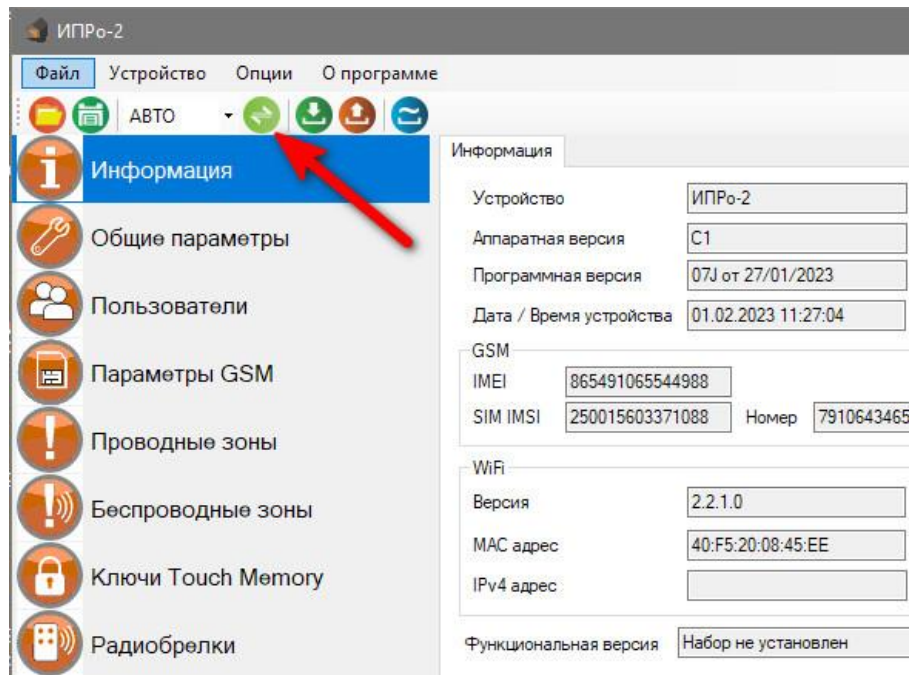 ИПРо-2
Файл Устройство Опции О программе
АВТО
Информация
Общие параметры
Пользователи
Параметры GSM
Проводные зоны
Беспроводные зоны
Ключи Touch Memory
Радиобрелки
Информация
Устройство ИПРо-2
Аппаратная версия C1
Программная версия 07J от 27/01/2023
Дата / Время устройства 01.02.2023 11:27:04
GSM
IMEI 865491065544988
SIM IMSI 250015603371088 Номер 7910643465
WiFi
Версия 2.2.1.0
MAC адрес 40:F5:20:08:45:EE
IPv4 адрес
Функциональная версия Набор не установлен